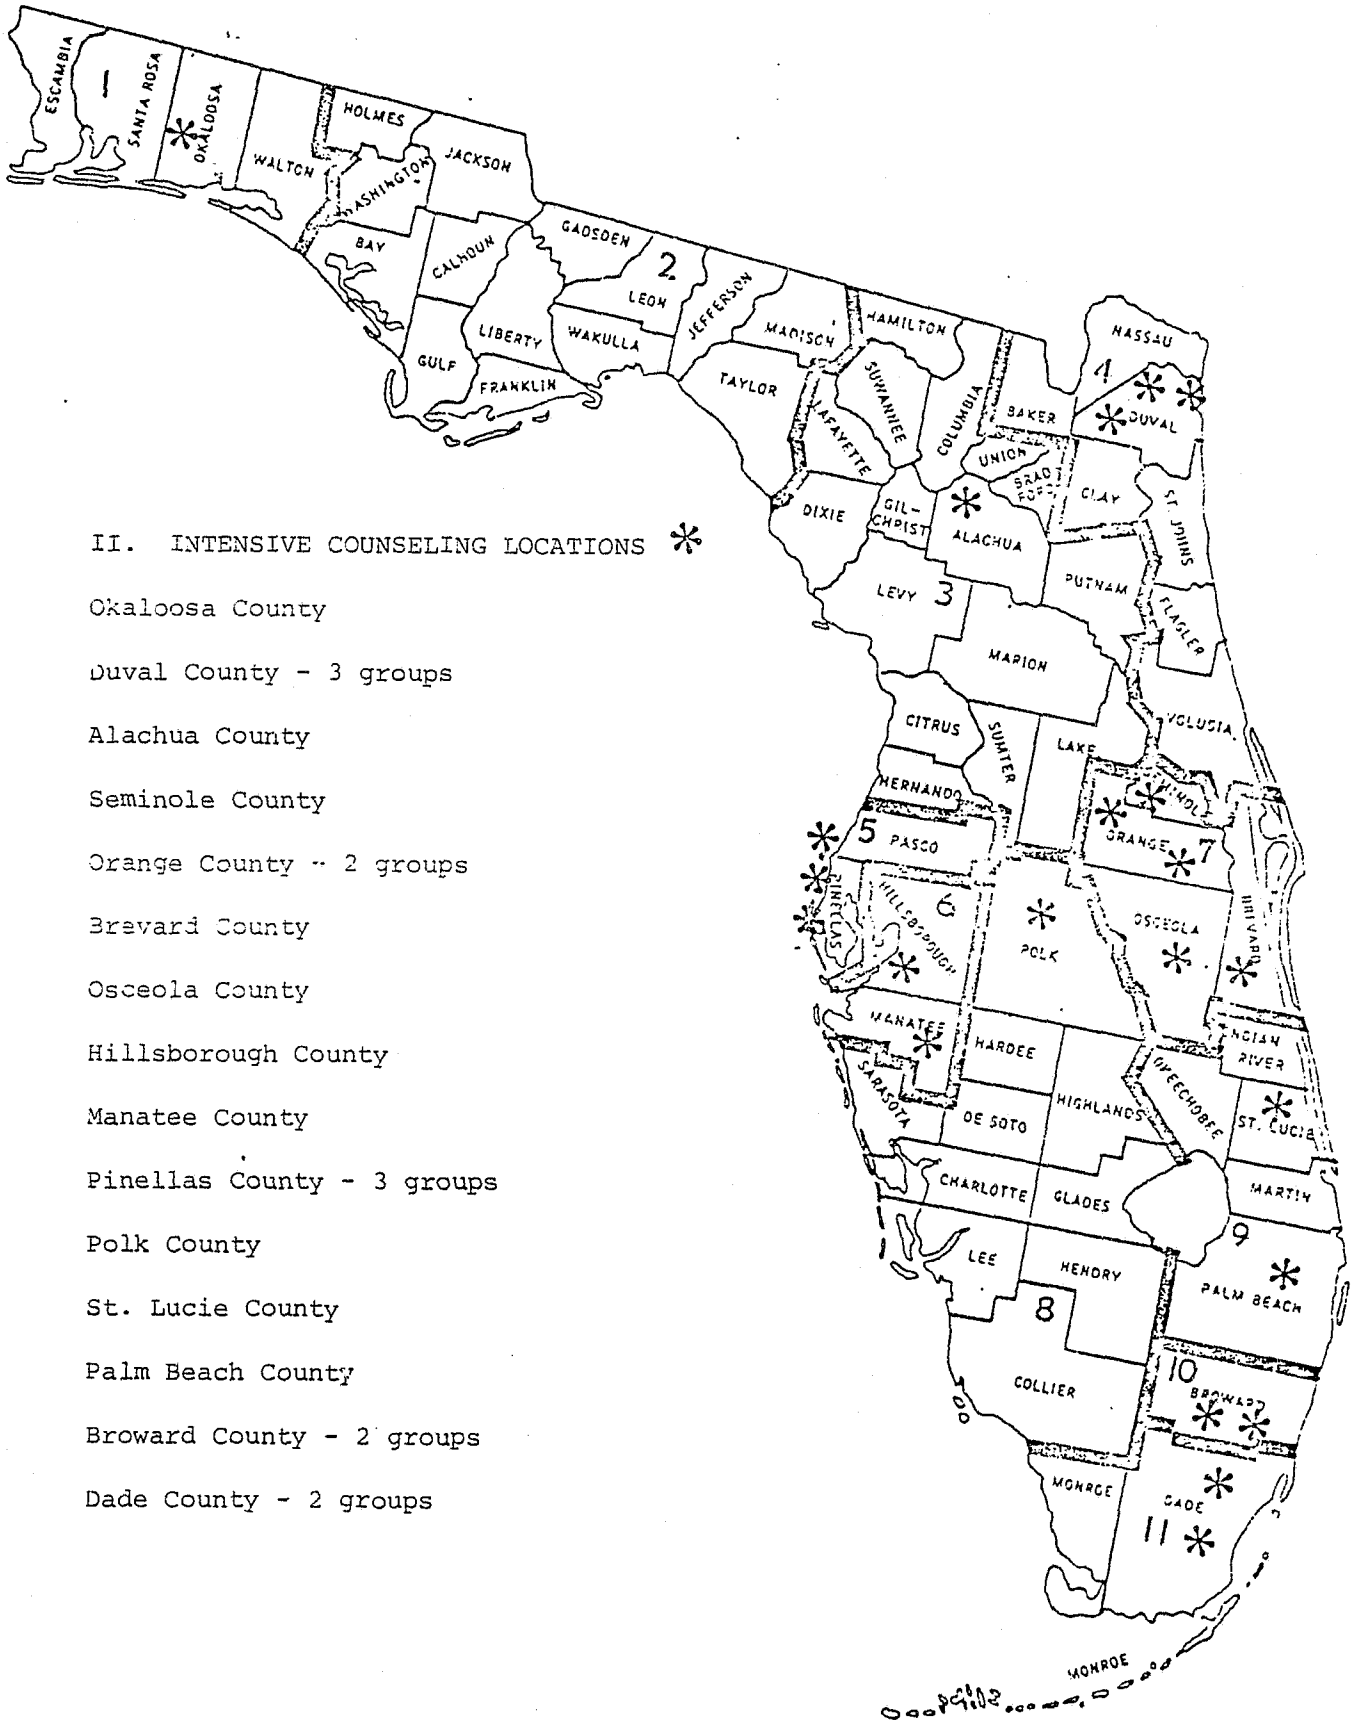 ESCAMBIA
1
SANTA ROSA
OKALOOSA
WALTON
HOLMES
WASHINGTON
JACKSON
BAY
CALHOUN
GULF
LIBERTY
FRANKLIN
GADSDEN
2
LEON
WAKULLA
JEFFERSON
MADISON
TAYLOR
HAMILTON
SUWANNEE
LAFAYETTE
COLUMBIA
BAKER
NASSAU
4
DUVAL
UNION
BRAD
FORD
CLAY
ST. JOHNS
DIXIE
GIL-
CHRIST
ALACHUA
PUTNAM
FLAGLER
LEVY
3
MARION
CITRUS
SUMTER
LAKE
VOLUSIA
HERNANDO
5
PASCO
ORANGE
7
PINELLAS
HILLSBOROUGH
6
POLK
OSCEOLA
BREVARD
MANATEE
HARDEE
INDIAN
RIVER
SARASOTA
DE SOTO
HIGHLANDS
OKEECHOBEE
ST. LUCIE
CHARLOTTE
GLADES
MARTIN
9
LEE
HENDRY
PALM BEACH
8
COLLIER
10
BROWARD
MONROE
DADE
11
MONROE
II. INTENSIVE COUNSELING LOCATIONS *
Okaloosa County
Duval County - 3 groups
Alachua County
Seminole County
Orange County - 2 groups
Brevard County
Osceola County
Hillsborough County
Manatee County
Pinellas County - 3 groups
Polk County
St. Lucie County
Palm Beach County
Broward County - 2 groups
Dade County - 2 groups